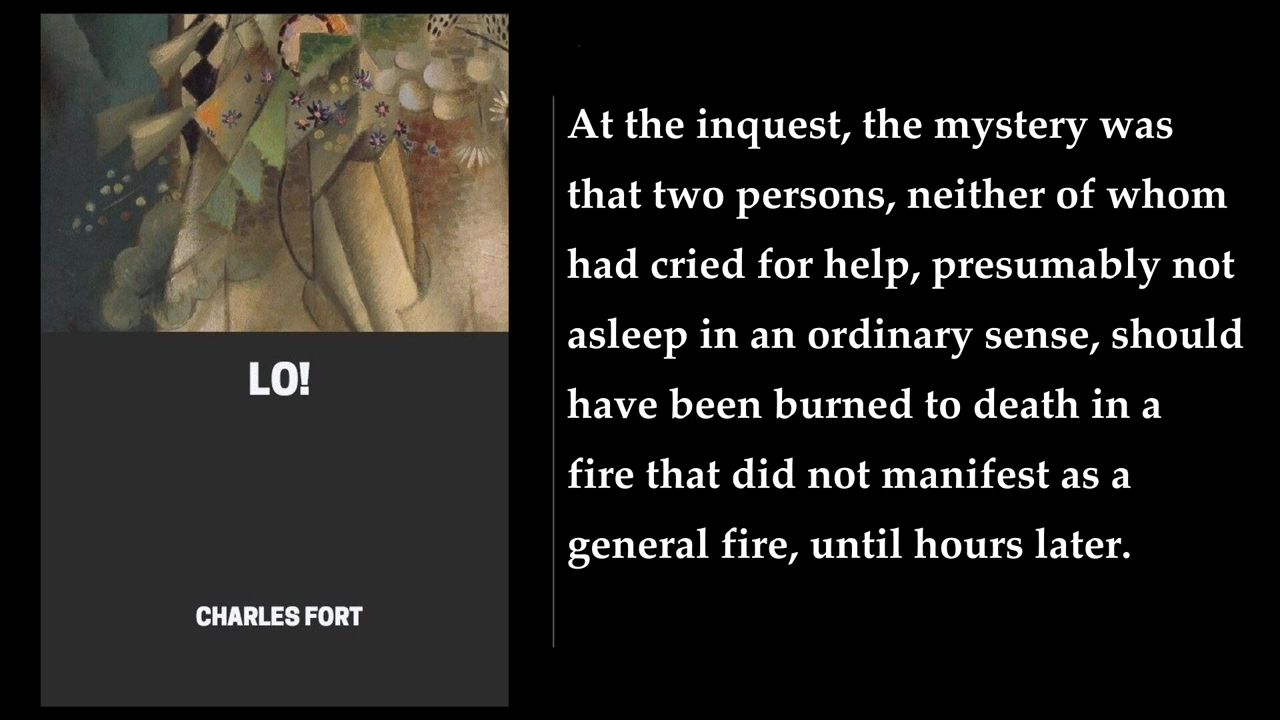 LO!
CHARLES FORT
At the inquest, the mystery was
that two persons, neither of whom
had cried for help, presumably not
asleep in an ordinary sense, should
have been burned to death in a
fire that did not manifest as a
general fire, until hours later.